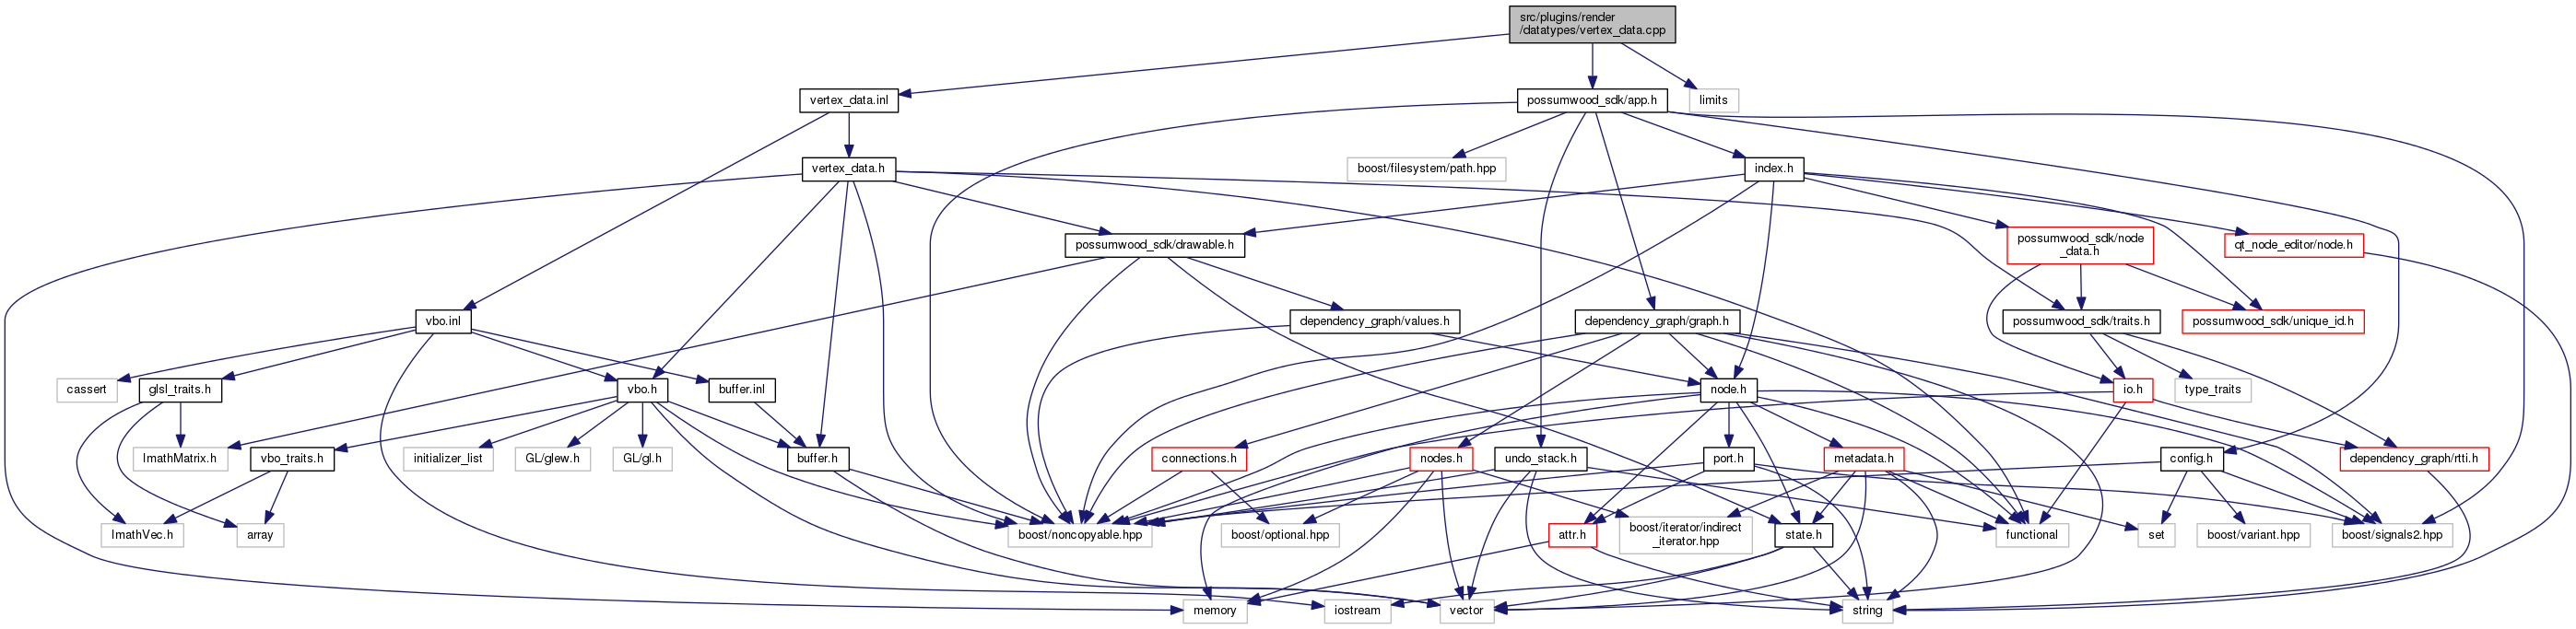 src/plugins/render
/datatypes/vertex_data.cpp
vertex_data.inl
possumwood_sdk/app.h
limits
vertex_data.h
boost/filesystem/path.hpp
index.h
possumwood_sdk/drawable.h
possumwood_sdk/node
_data.h
qt_node_editor/node.h
vbo.inl
dependency_graph/values.h
dependency_graph/graph.h
possumwood_sdk/traits.h
possumwood_sdk/unique_id.h
cassert
glsl_traits.h
vbo.h
buffer.inl
node.h
io.h
type_traits
ImathMatrix.h
vbo_traits.h
initializer_list
GL/glew.h
GL/gl.h
buffer.h
connections.h
nodes.h
undo_stack.h
port.h
metadata.h
config.h
dependency_graph/rtti.h
ImathVec.h
array
boost/noncopyable.hpp
boost/optional.hpp
attr.h
boost/iterator/indirect
_iterator.hpp
state.h
functional
set
boost/variant.hpp
boost/signals2.hpp
memory
iostream
vector
string